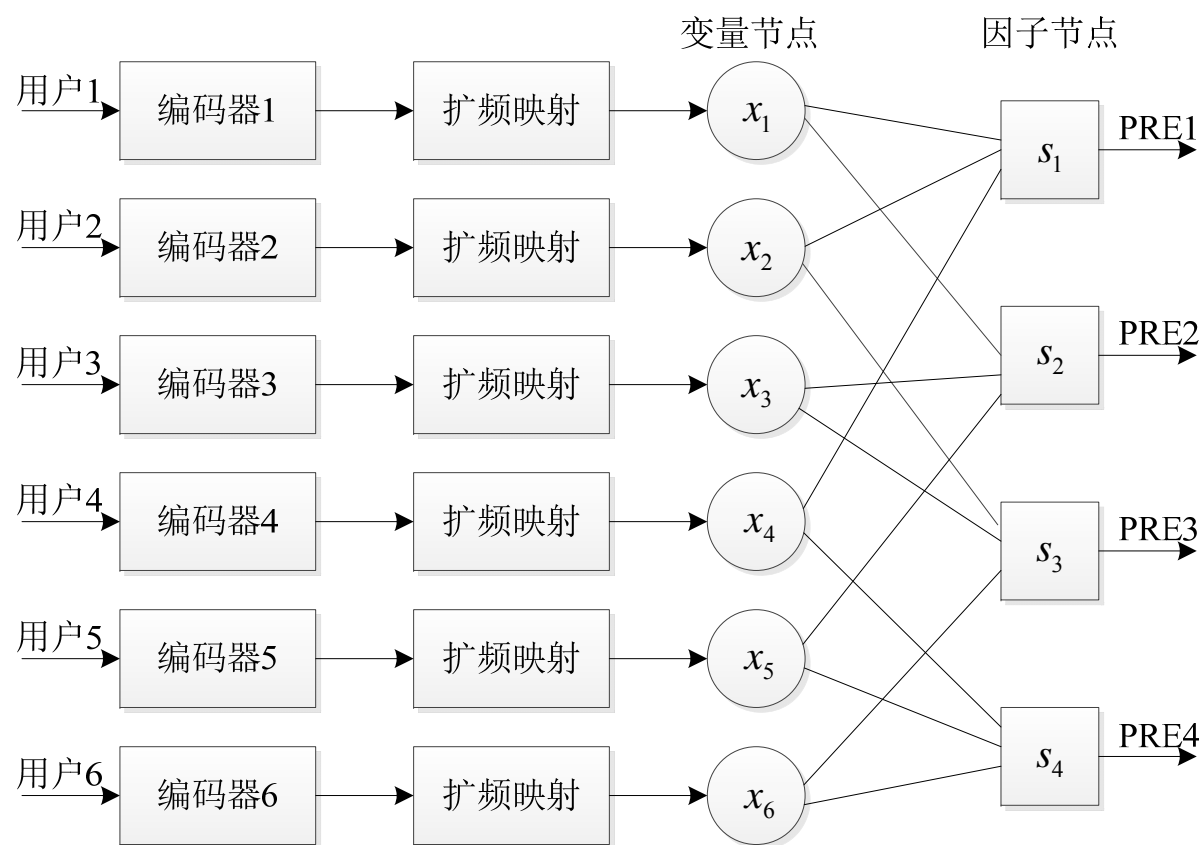 变量节点 因子节点
用户1 编码器1 扩频映射 x₁
s₁ PRE1
用户2 编码器2 扩频映射 x₂
s₂ PRE2
用户3 编码器3 扩频映射 x₃
用户4 编码器4 扩频映射 x₄
s₃ PRE3
用户5 编码器5 扩频映射 x₅
s₄ PRE4
用户6 编码器6 扩频映射 x₆